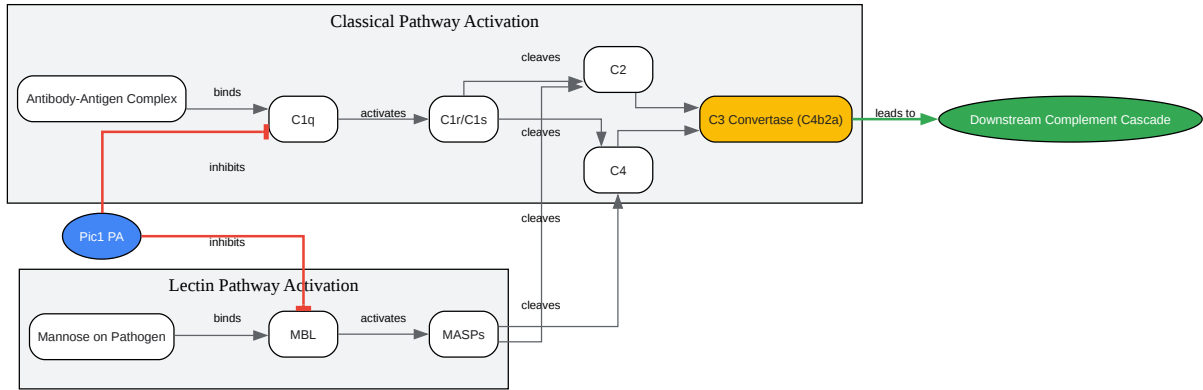 Classical Pathway Activation
cleaves
C2
Antibody-Antigen Complex
binds
C1q
activates
C1r/C1s
cleaves
C3 Convertase (C4b2a)
leads to
Downstream Complement Cascade
C4
inhibits
Pic1 PA
inhibits
cleaves
Lectin Pathway Activation
cleaves
Mannose on Pathogen
binds
MBL
activates
MASPs